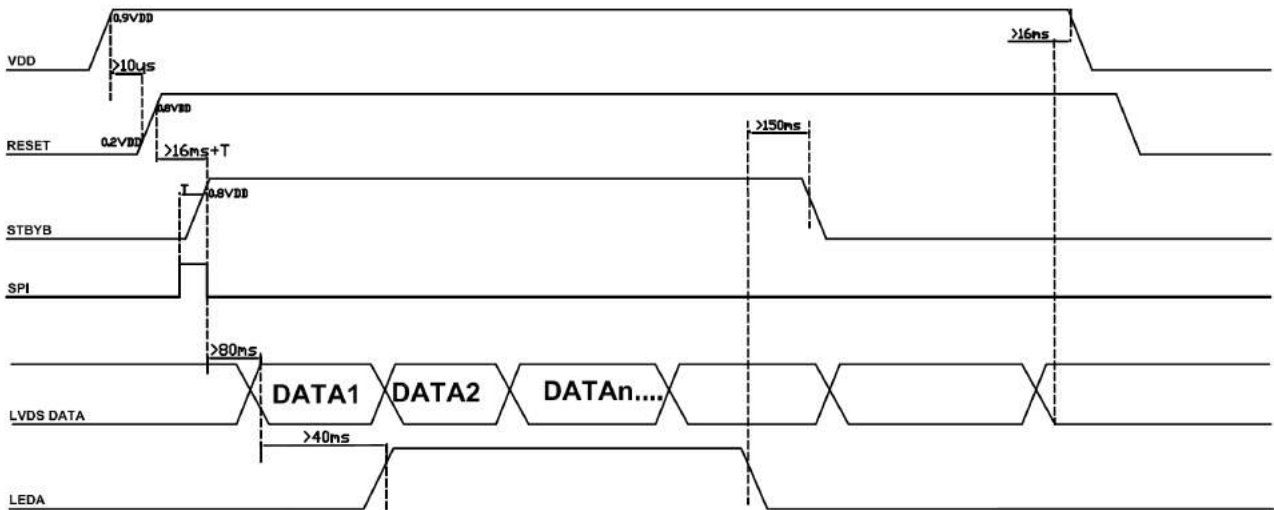 0.9VDD
>16ms
VDD
>10us
0.8VDD
>150ms
RESET
0.2VDD
>16ms+T
T
0.8VDD
STBYB
SPI
>80ms
DATA1
DATA2
DATAn....
LVDS DATA
>40ms
LEDA